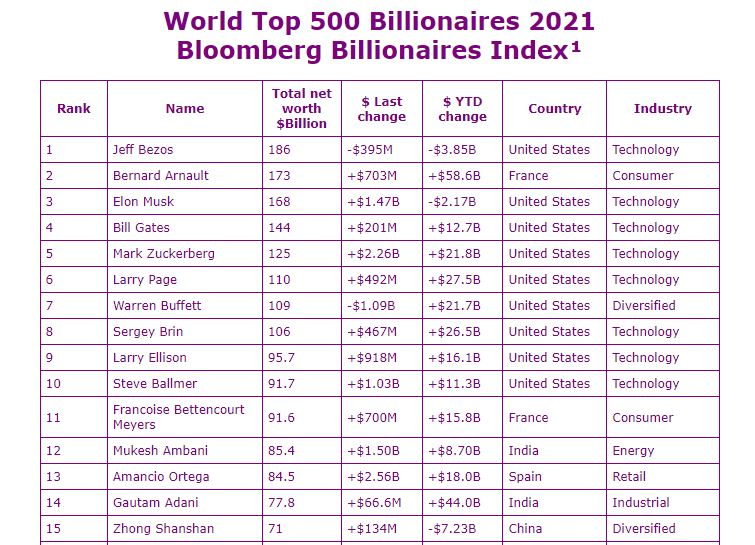 World Top 500 Billionaires 2021
Bloomberg Billionaires Index¹
Rank Name Total net worth $Billion $ Last change $ YTD change Country Industry
1 Jeff Bezos 186 -$395M -$3.85B United States Technology
2 Bernard Arnault 173 +$703M +$58.6B France Consumer
3 Elon Musk 168 +$1.47B -$2.17B United States Technology
4 Bill Gates 144 +$201M +$12.7B United States Technology
5 Mark Zuckerberg 125 +$2.26B +$21.8B United States Technology
6 Larry Page 110 +$492M +$27.5B United States Technology
7 Warren Buffett 109 -$1.09B +$21.7B United States Diversified
8 Sergey Brin 106 +$467M +$26.5B United States Technology
9 Larry Ellison 95.7 +$918M +$16.1B United States Technology
10 Steve Ballmer 91.7 +$1.03B +$11.3B United States Technology
11 Francoise Bettencourt Meyers 91.6 +$700M +$15.8B France Consumer
12 Mukesh Ambani 85.4 +$1.50B +$8.70B India Energy
13 Amancio Ortega 84.5 +$2.56B +$18.0B Spain Retail
14 Gautam Adani 77.8 +$66.6M +$44.0B India Industrial
15 Zhong Shanshan 71 +$134M -$7.23B China Diversified